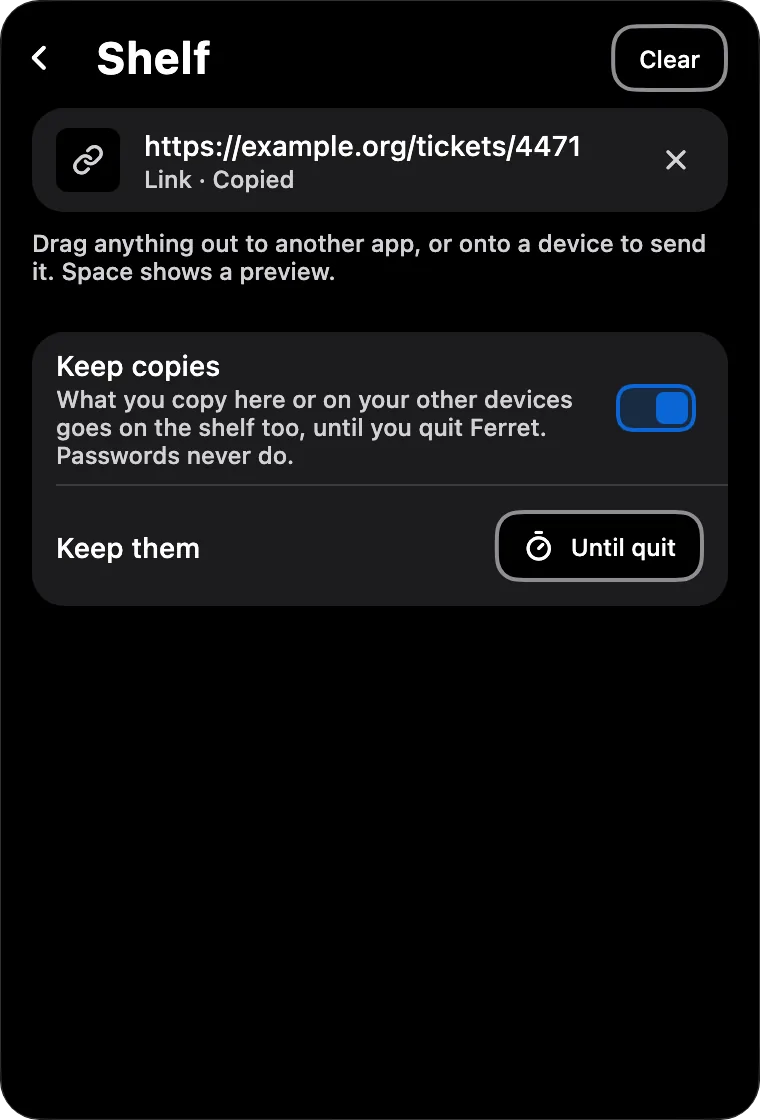 Shelf
Clear
https://example.org/tickets/4471
Link · Copied
Drag anything out to another app, or onto a device to send
it. Space shows a preview.
Keep copies
What you copy here or on your other devices
goes on the shelf too, until you quit Ferret.
Passwords never do.
Keep them
Until quit